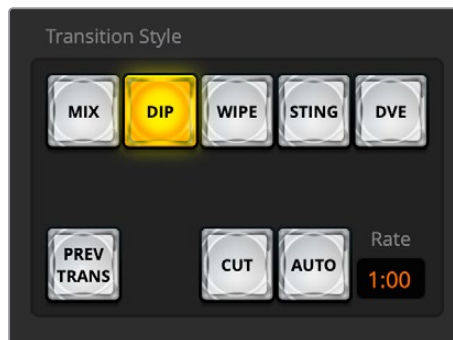 Transition Style
MIX DIP WIPE STING DVE
PREV
TRANS
CUT AUTO
Rate
1:00